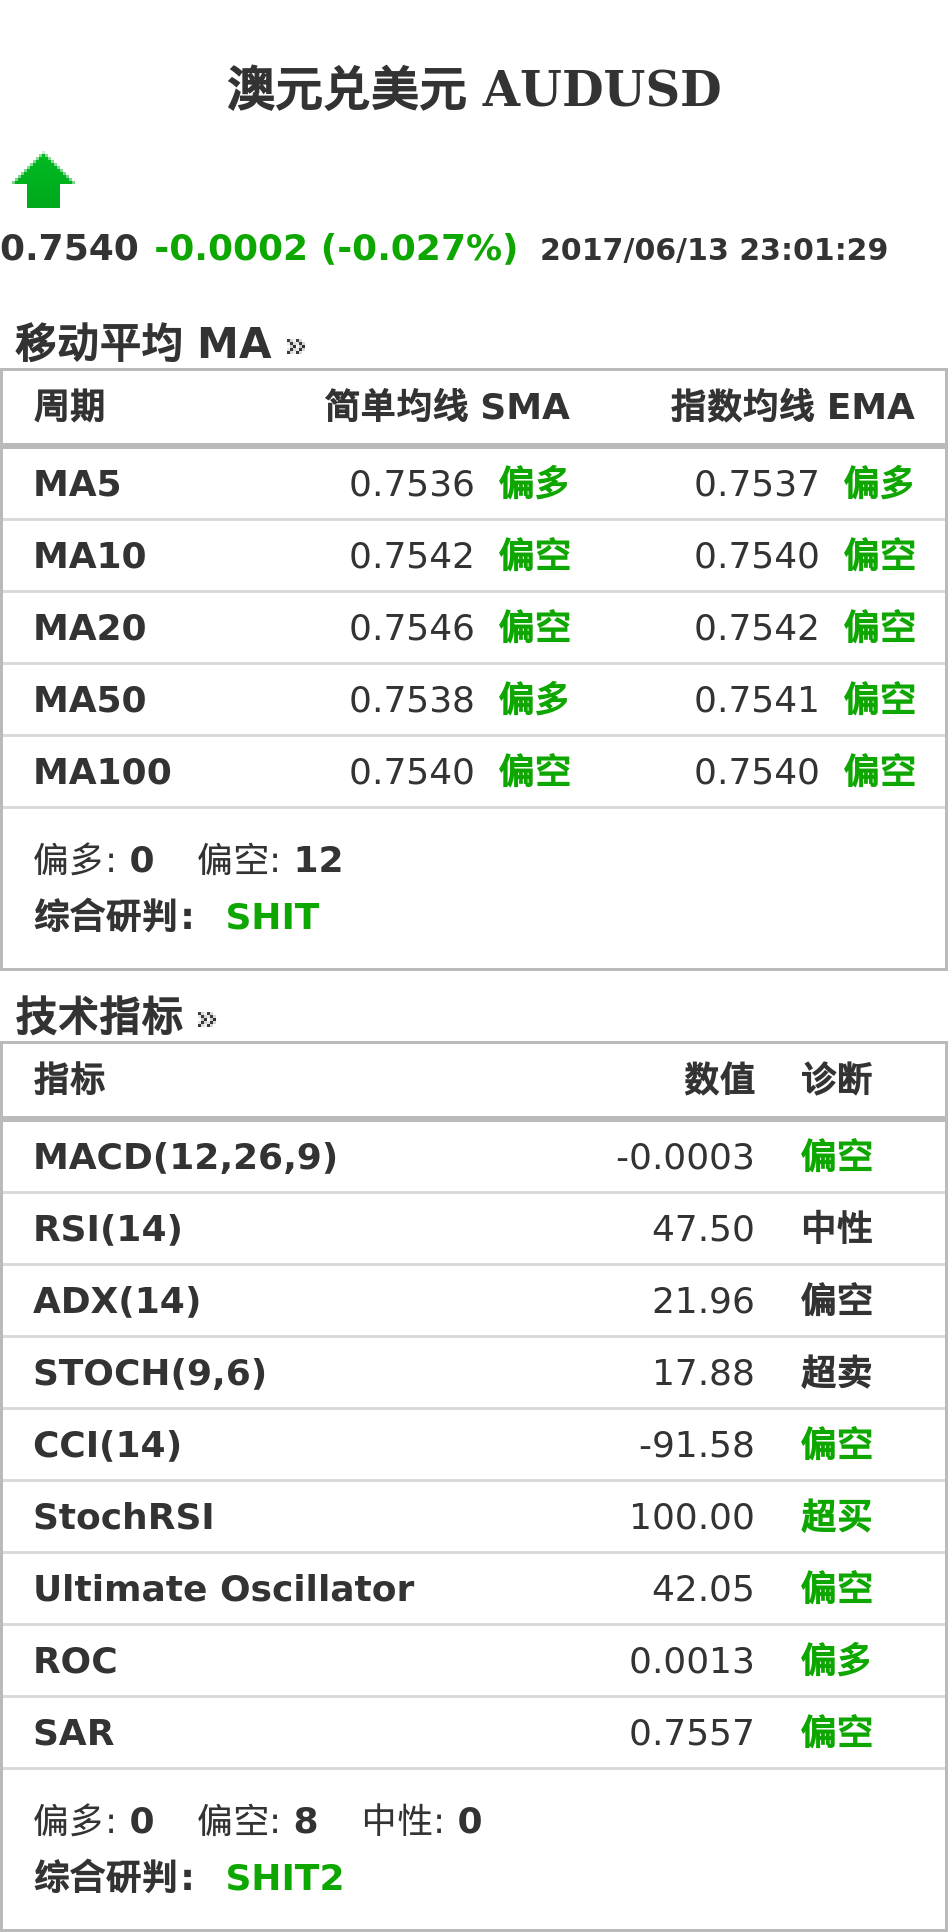 澳元兑美元 AUDUSD
0.7540 -0.0002 (-0.027%) 2017/06/13 23:01:29
移动平均 MA »
周期 简单均线 SMA 指数均线 EMA
MA5 0.7536 偏多 0.7537 偏多
MA10 0.7542 偏空 0.7540 偏空
MA20 0.7546 偏空 0.7542 偏空
MA50 0.7538 偏多 0.7541 偏空
MA100 0.7540 偏空 0.7540 偏空
偏多: 0 偏空: 12
综合研判: SHIT
技术指标 »
指标 数值 诊断
MACD(12,26,9) -0.0003 偏空
RSI(14) 47.50 中性
ADX(14) 21.96 偏空
STOCH(9,6) 17.88 超卖
CCI(14) -91.58 偏空
StochRSI 100.00 超买
Ultimate Oscillator 42.05 偏空
ROC 0.0013 偏多
SAR 0.7557 偏空
偏多: 0 偏空: 8 中性: 0
综合研判: SHIT2